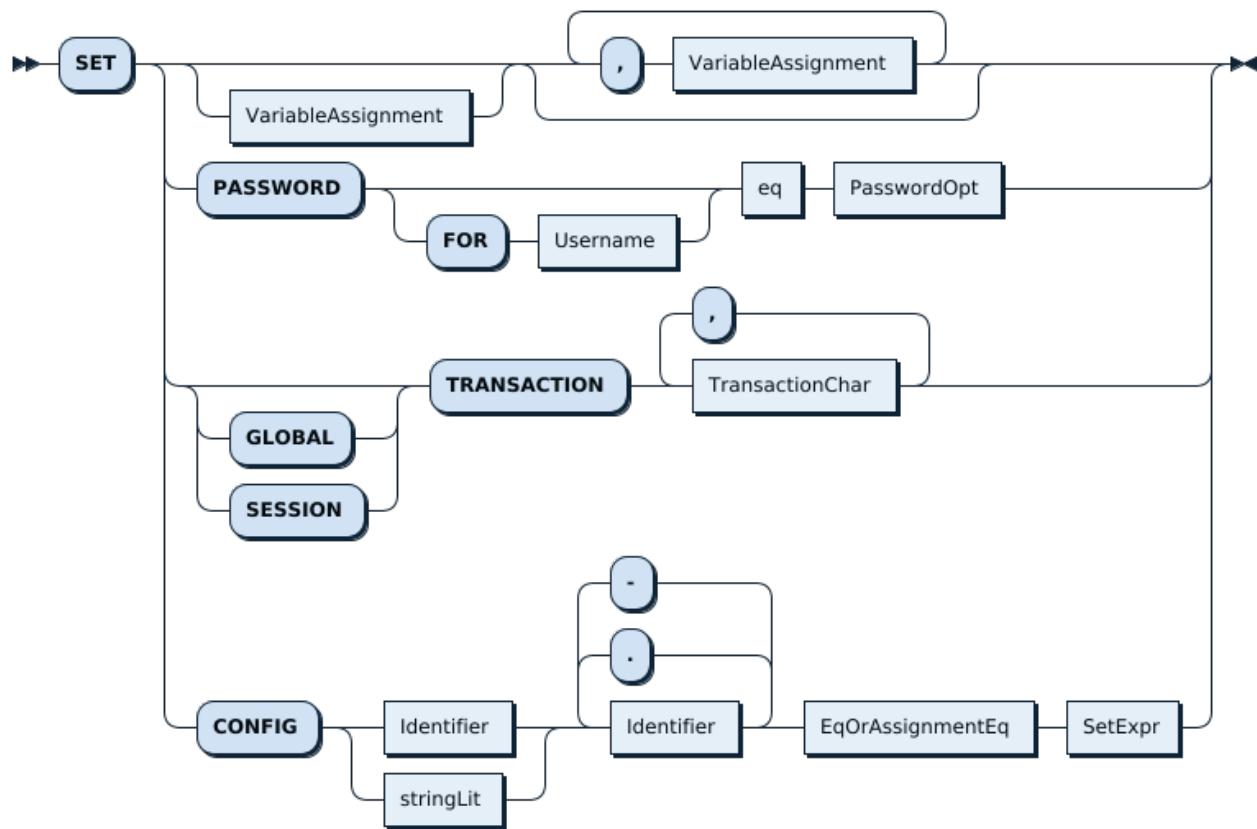 SET , VariableAssignment
VariableAssignment
PASSWORD eq PasswordOpt
FOR Username
,
TRANSACTION TransactionChar
GLOBAL
SESSION
-
.
CONFIG Identifier Identifier EqOrAssignmentEq SetExpr
stringLit